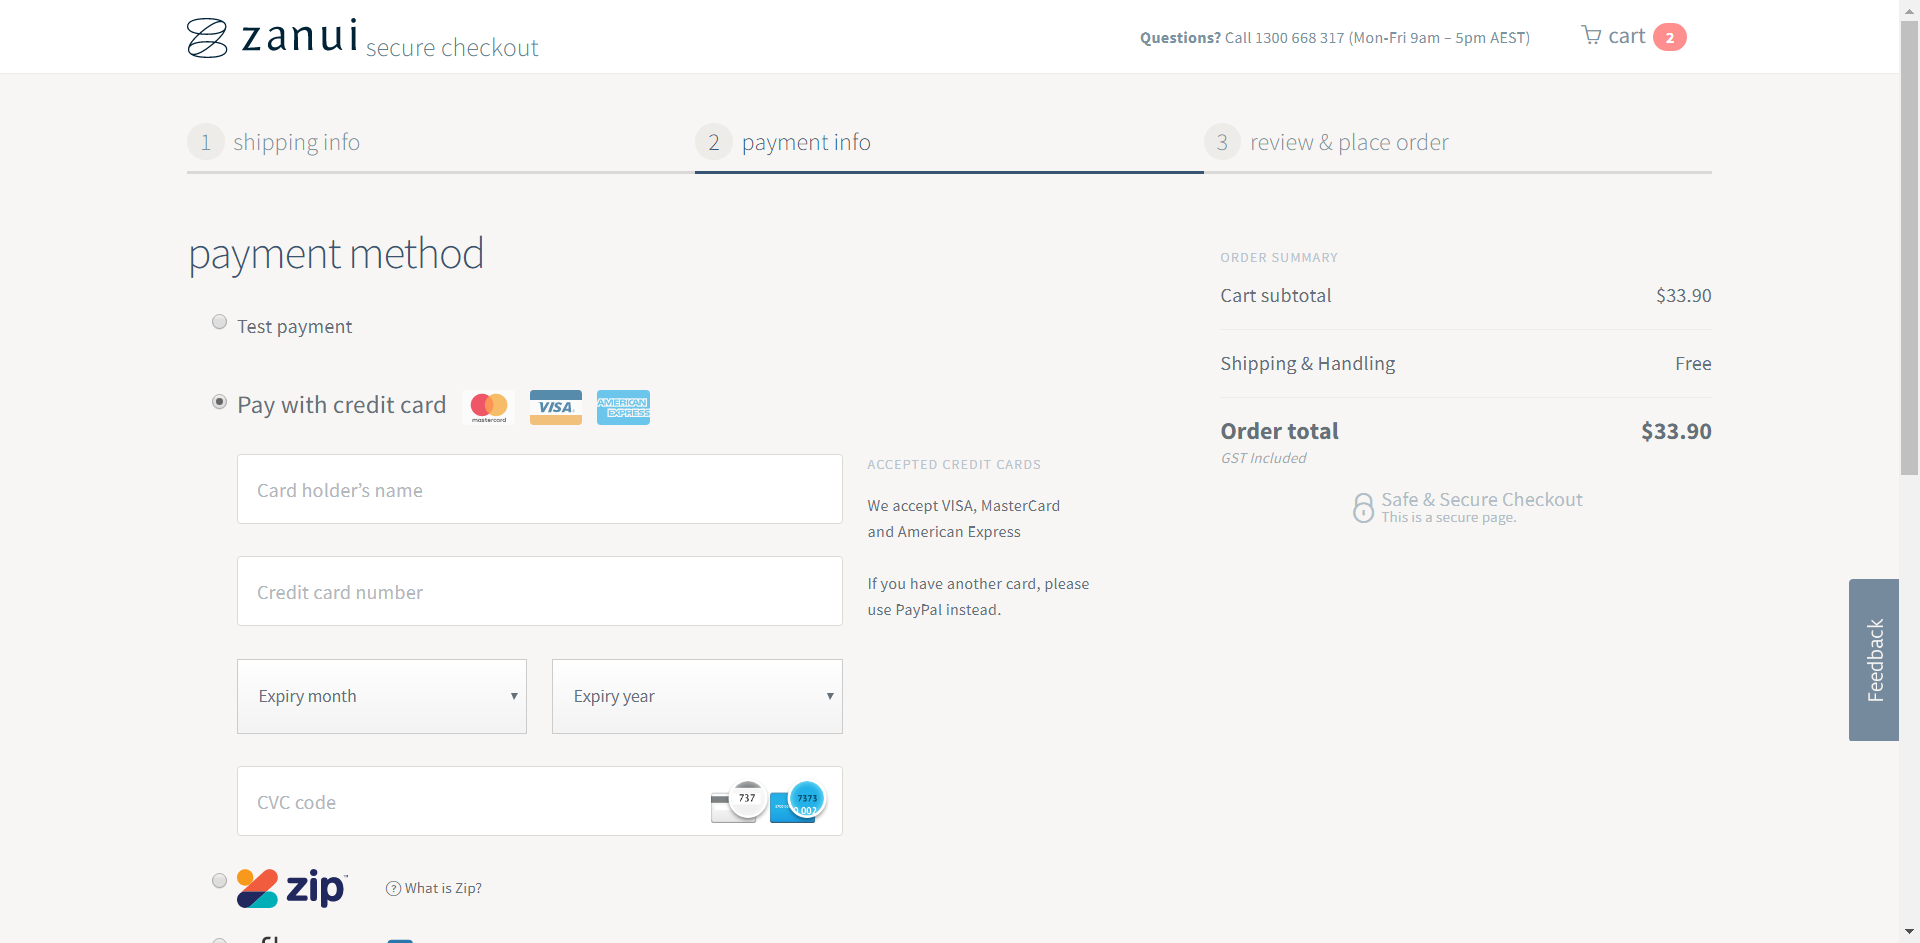 zanui secure checkout
Questions? Call 1300 668 317 (Mon-Fri 9am – 5pm AEST)
cart 2
1 shipping info
2 payment info
3 review & place order
payment method
Test payment
Pay with credit card
mastercard
VISA
AMERICAN
EXPRESS
Card holder’s name
Credit card number
Expiry month
Expiry year
CVC code
737
7373
ACCEPTED CREDIT CARDS
We accept VISA, MasterCard
and American Express
If you have another card, please
use PayPal instead.
zip
? What is Zip?
ORDER SUMMARY
Cart subtotal $33.90
Shipping & Handling Free
Order total $33.90
GST Included
Safe & Secure Checkout
This is a secure page.
Feedback